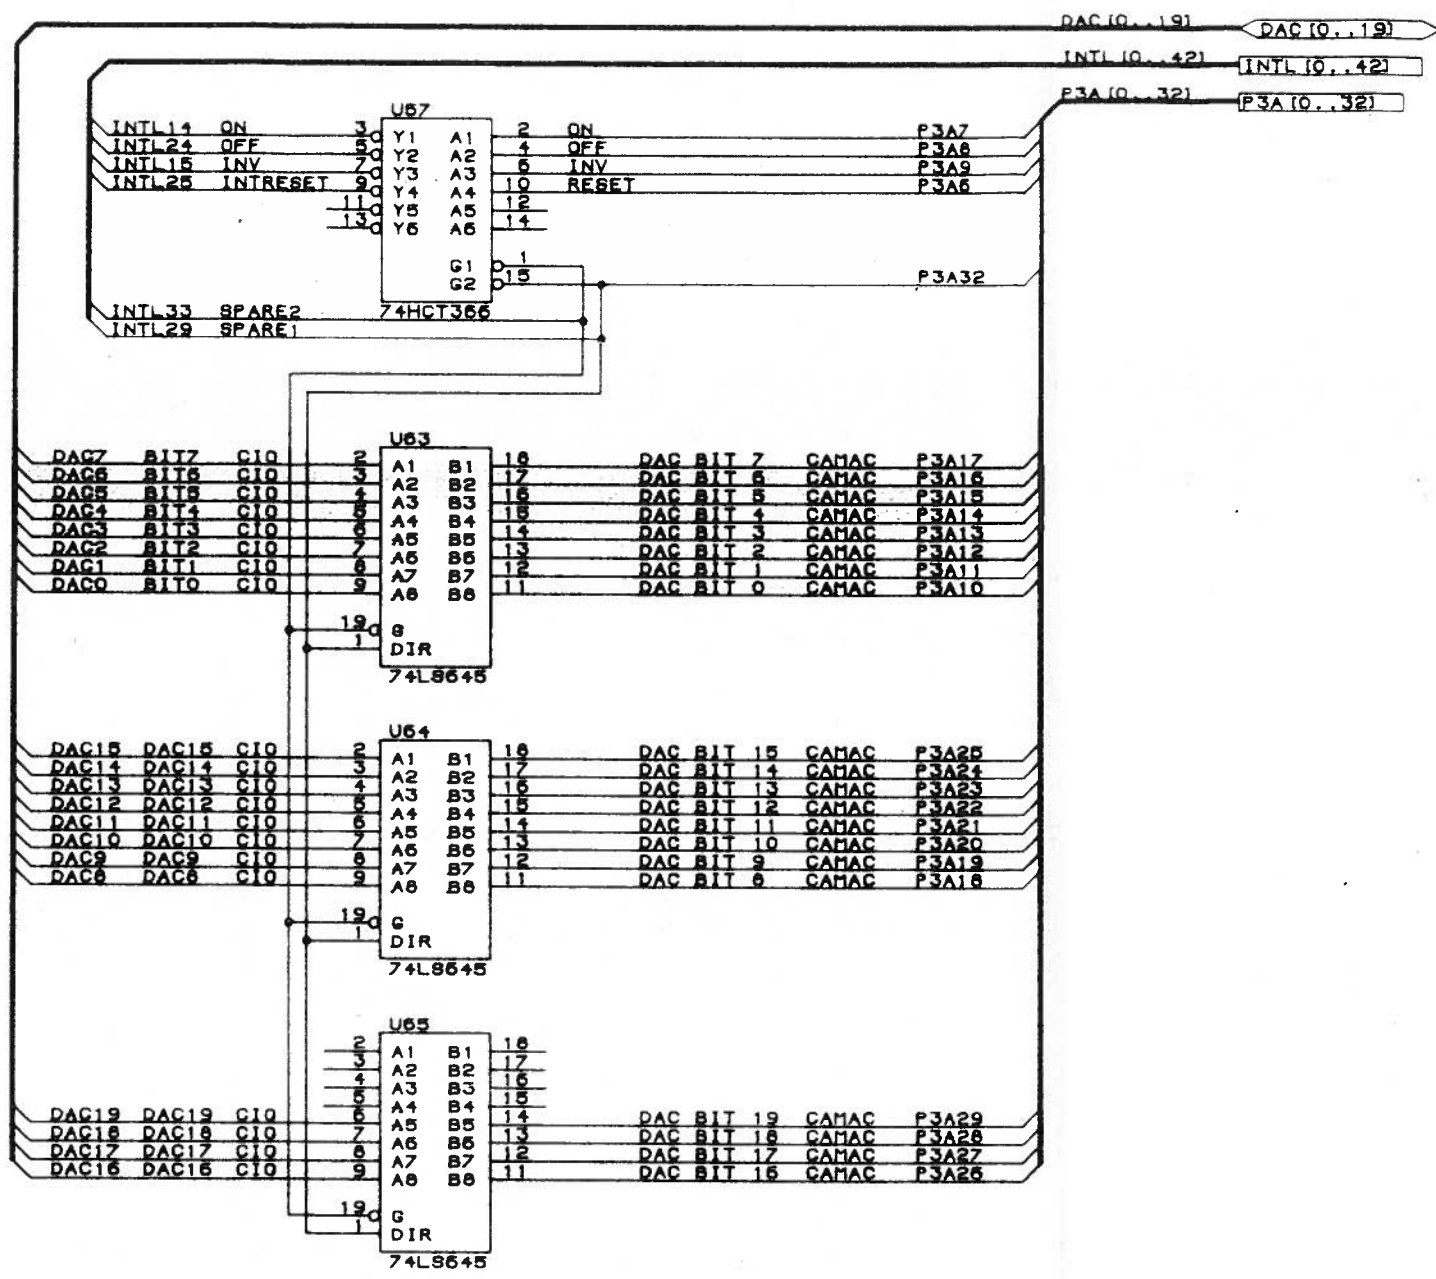 DAC[0..19] DAC[0..19]
INTL[0..42] INTL[0..42]
P3A[0..32] P3A[0..32]
U67
INTL14 ON 3 Y1 A1 2 ON P3A7
INTL24 OFF 5 Y2 A2 4 OFF P3A8
INTL15 INV 7 Y3 A3 6 INV P3A9
INTL25 INTRESET 9 Y4 A4 10 RESET P3A6
11 Y5 A5 12
13 Y6 A6 14
G1 1
G2 15 P3A32
74HCT366
INTL33 SPARE2
INTL29 SPARE1
U63
DAC7 BIT7 CIO 2 A1 B1 18 DAC BIT 7 CAMAC P3A17
DAC6 BIT6 CIO 3 A2 B2 17 DAC BIT 6 CAMAC P3A16
DAC5 BIT5 CIO 4 A3 B3 16 DAC BIT 5 CAMAC P3A15
DAC4 BIT4 CIO 5 A4 B4 15 DAC BIT 4 CAMAC P3A14
DAC3 BIT3 CIO 6 A5 B5 14 DAC BIT 3 CAMAC P3A13
DAC2 BIT2 CIO 7 A6 B6 13 DAC BIT 2 CAMAC P3A12
DAC1 BIT1 CIO 8 A7 B7 12 DAC BIT 1 CAMAC P3A11
DAC0 BIT0 CIO 9 A8 B8 11 DAC BIT 0 CAMAC P3A10
19 G
1 DIR
74LS645
U64
DAC15 DAC15 CIO 2 A1 B1 18 DAC BIT 15 CAMAC P3A25
DAC14 DAC14 CIO 3 A2 B2 17 DAC BIT 14 CAMAC P3A24
DAC13 DAC13 CIO 4 A3 B3 16 DAC BIT 13 CAMAC P3A23
DAC12 DAC12 CIO 5 A4 B4 15 DAC BIT 12 CAMAC P3A22
DAC11 DAC11 CIO 6 A5 B5 14 DAC BIT 11 CAMAC P3A21
DAC10 DAC10 CIO 7 A6 B6 13 DAC BIT 10 CAMAC P3A20
DAC9 DAC9 CIO 8 A7 B7 12 DAC BIT 9 CAMAC P3A19
DAC8 DAC8 CIO 9 A8 B8 11 DAC BIT 8 CAMAC P3A18
19 G
1 DIR
74LS645
U65
2 A1 B1 18
3 A2 B2 17
4 A3 B3 16
5 A4 B4 15
DAC19 DAC19 CIO 6 A5 B5 14 DAC BIT 19 CAMAC P3A29
DAC18 DAC18 CIO 7 A6 B6 13 DAC BIT 18 CAMAC P3A28
DAC17 DAC17 CIO 8 A7 B7 12 DAC BIT 17 CAMAC P3A27
DAC16 DAC16 CIO 9 A8 B8 11 DAC BIT 16 CAMAC P3A26
19 G
1 DIR
74LS645